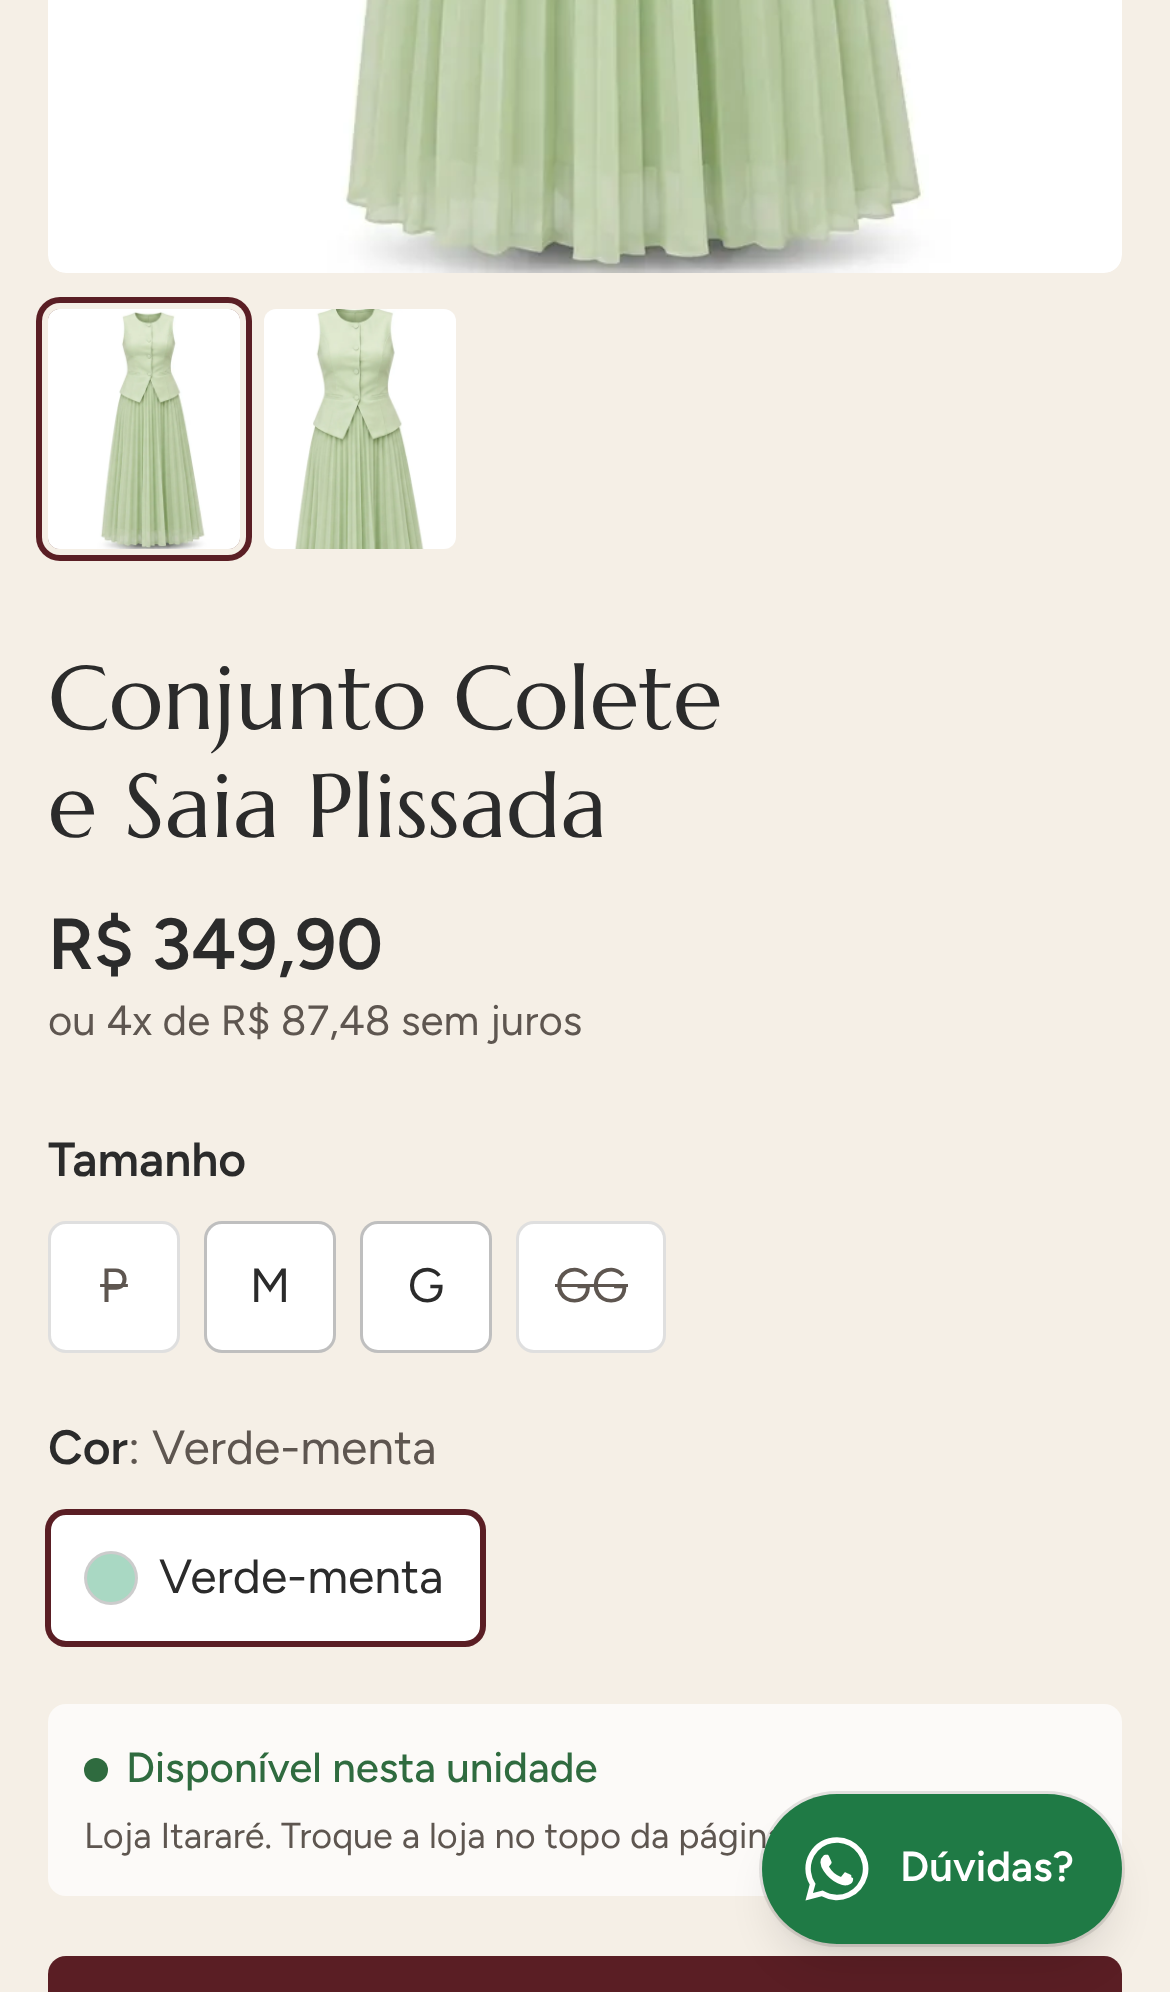 Conjunto Colete
e Saia Plissada
R$ 349,90
ou 4x de R$ 87,48 sem juros
Tamanho
P
M
G
GG
Cor: Verde-menta
Verde-menta
Disponível nesta unidade
Loja Itararé. Troque a loja no topo da
Dúvidas?